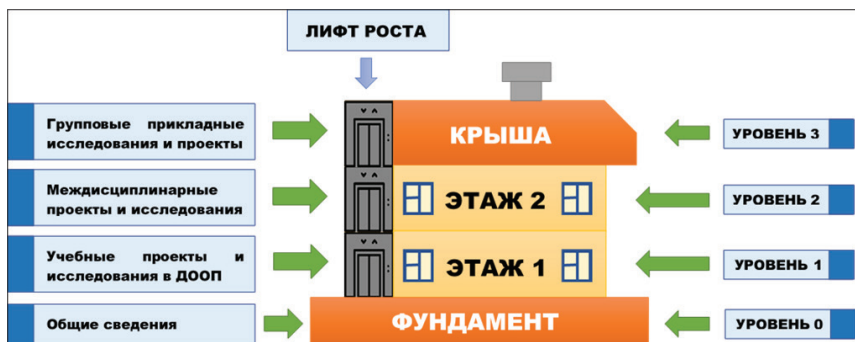 ЛИФТ РОСТА
Групповые прикладные
исследования и проекты
КРЫША
УРОВЕНЬ 3
Междисциплинарные
проекты и исследования
ЭТАЖ 2
УРОВЕНЬ 2
Учебные проекты и
исследования в ДООП
ЭТАЖ 1
УРОВЕНЬ 1
Общие сведения
ФУНДАМЕНТ
УРОВЕНЬ 0